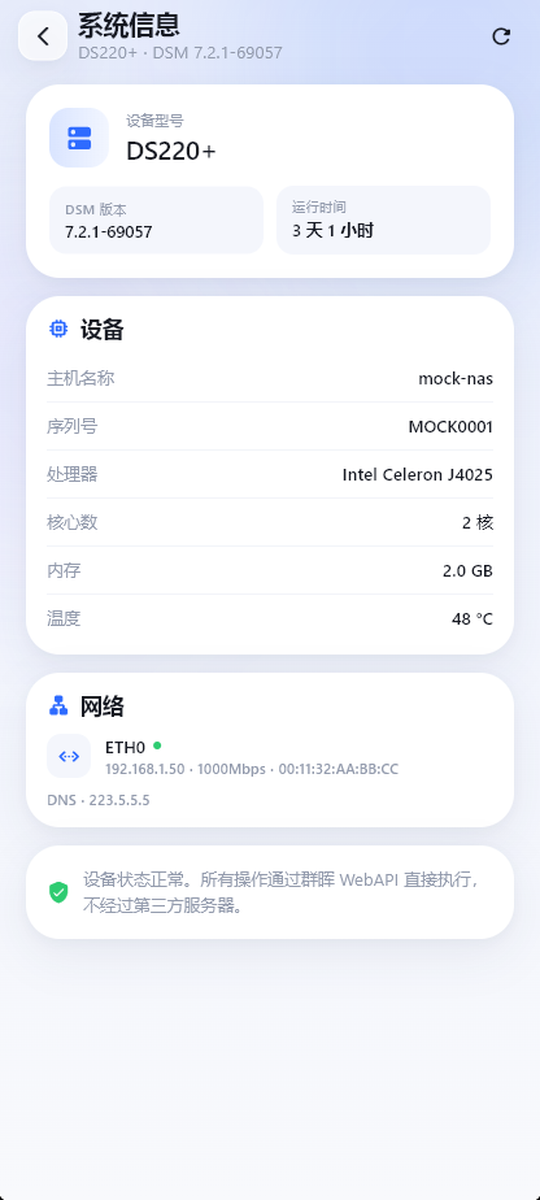 系统信息
DS220+ · DSM 7.2.1-69057
设备型号
DS220+
DSM 版本
7.2.1-69057
运行时间
3 天 1 小时
设备
主机名称 mock-nas
序列号 MOCK0001
处理器 Intel Celeron J4025
核心数 2 核
内存 2.0 GB
温度 48 °C
网络
ETH0
192.168.1.50 · 1000Mbps · 00:11:32:AA:BB:CC
DNS · 223.5.5.5
设备状态正常。所有操作通过群晖 WebAPI 直接执行，
不经过第三方服务器。